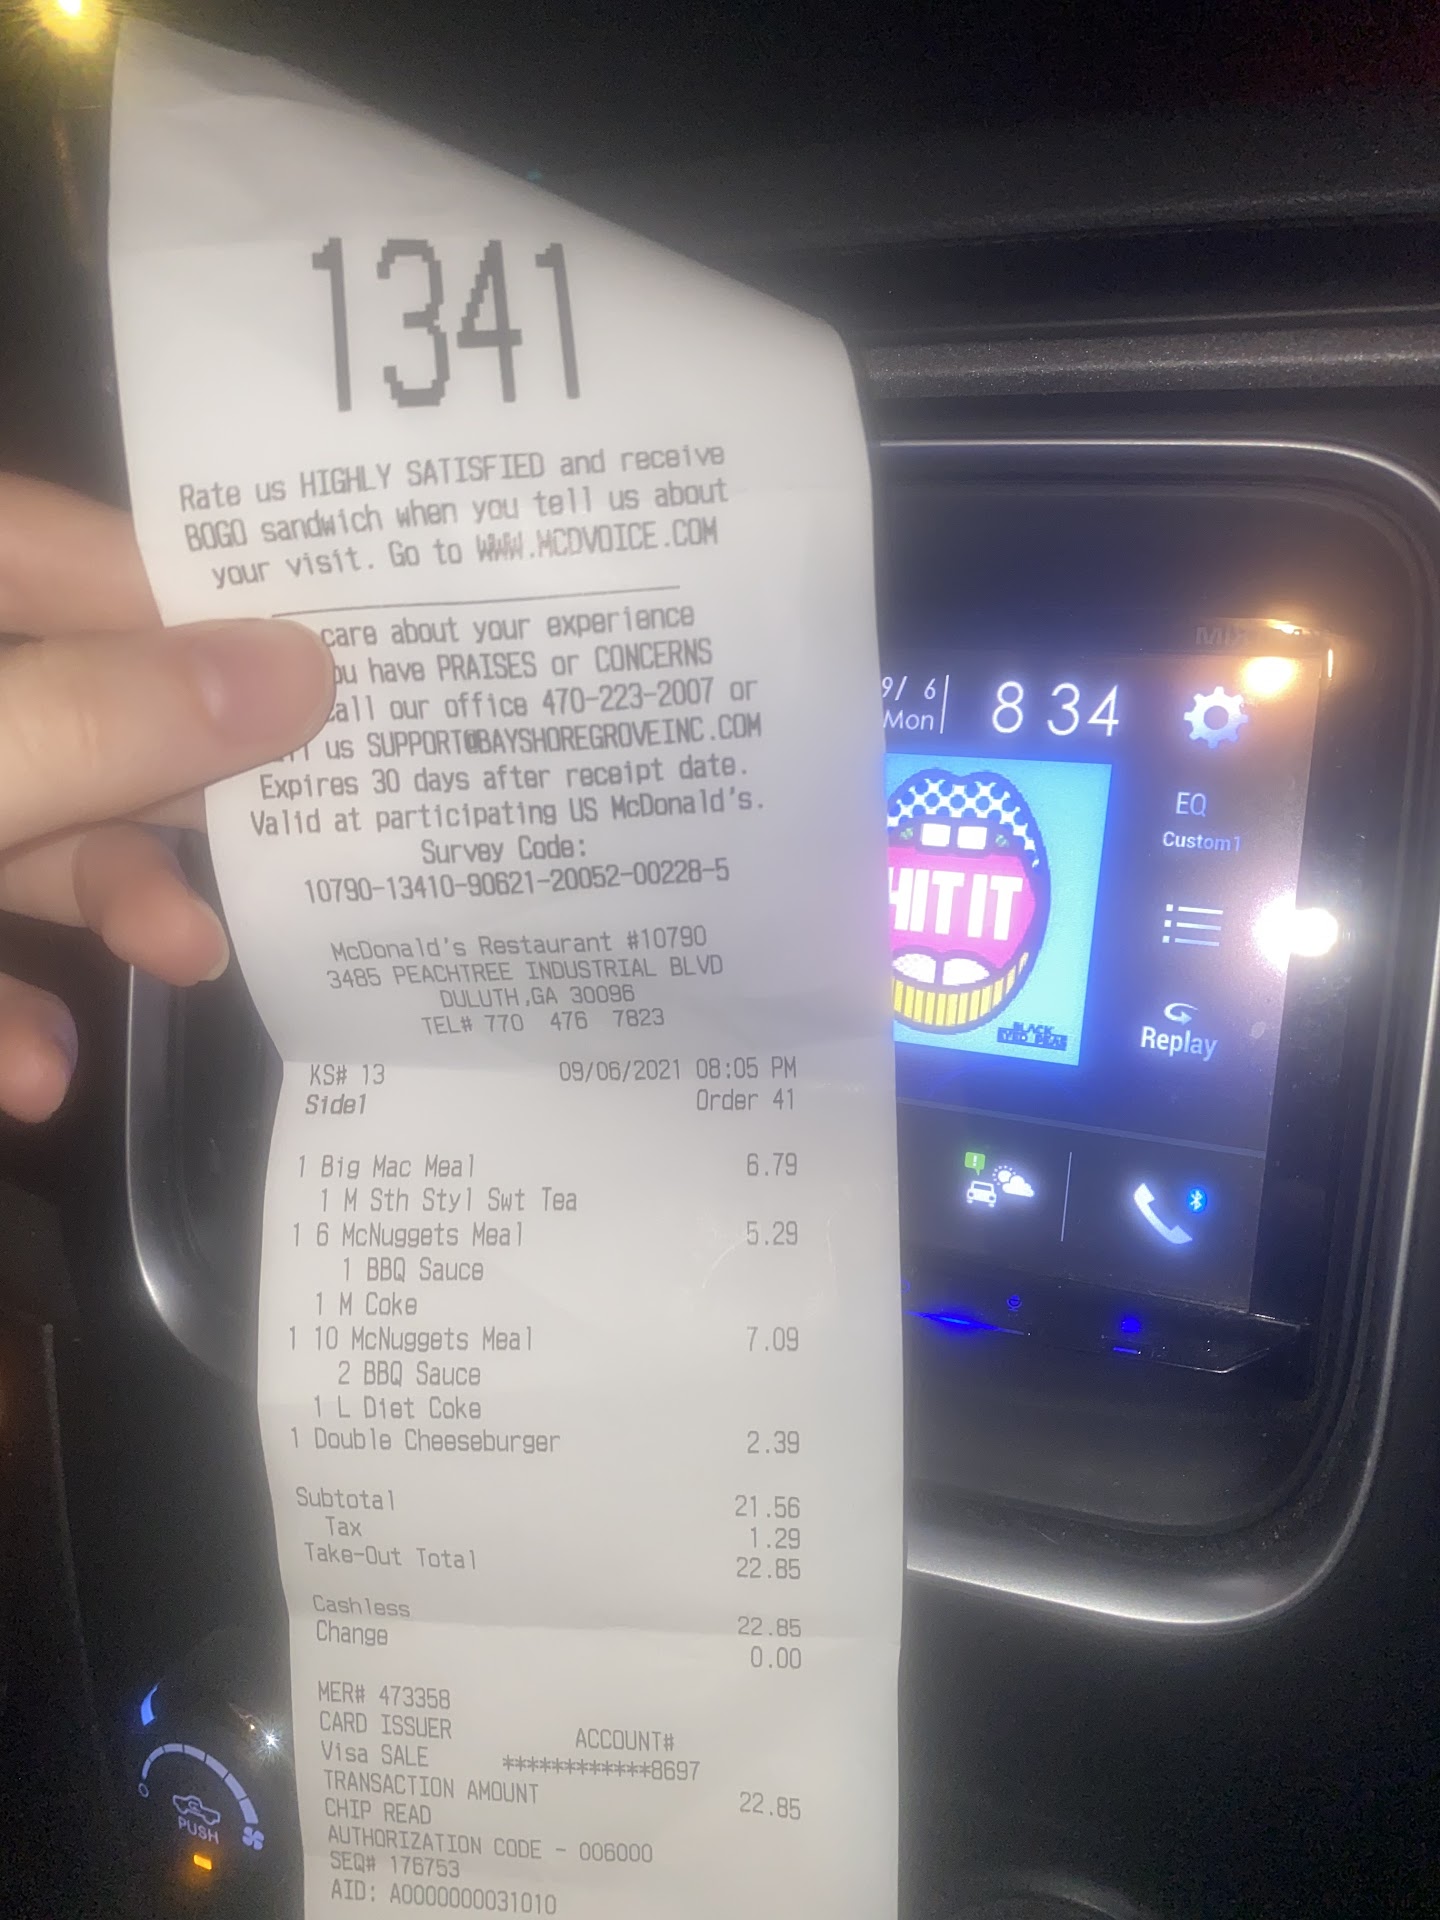 1341
Rate us HIGHLY SATISFIED and receive
BOGO sandwich when you tell us about
your visit. Go to WWW.MCDVOICE.COM
care about your experience
have PRAISES or CONCERNS
our office 470-223-2007 or
us SUPPORT@BAYSHOREGROVEINC.COM
Expires 30 days after receipt date.
Valid at participating US McDonald's.
Survey Code:
10790-13410-90621-20052-00228-5
McDonald's Restaurant #10790
3485 PEACHTREE INDUSTRIAL BLVD
DULUTH,GA 30096
TEL# 770 476 7823
KS# 13 09/06/2021 08:05 PM
Side1 Order 41
1 Big Mac Meal 6.79
1 M Sth Styl Swt Tea
1 6 McNuggets Meal 5.29
1 BBQ Sauce
1 M Coke
1 10 McNuggets Meal 7.09
2 BBQ Sauce
1 L Diet Coke
1 Double Cheeseburger 2.39
Subtotal 21.56
Tax 1.29
Take-Out Total 22.85
Cashless 22.85
Change 0.00
MER# 473358
CARD ISSUER ACCOUNT#
Visa SALE ************8697
TRANSACTION AMOUNT 22.85
CHIP READ
AUTHORIZATION CODE - 006000
SEQ# 176753
AID: A0000000031010
9/ 6 8 34
Mon
EQ
Custom1
HIT IT
BLACK
EYED PEAS
Replay
PUSH